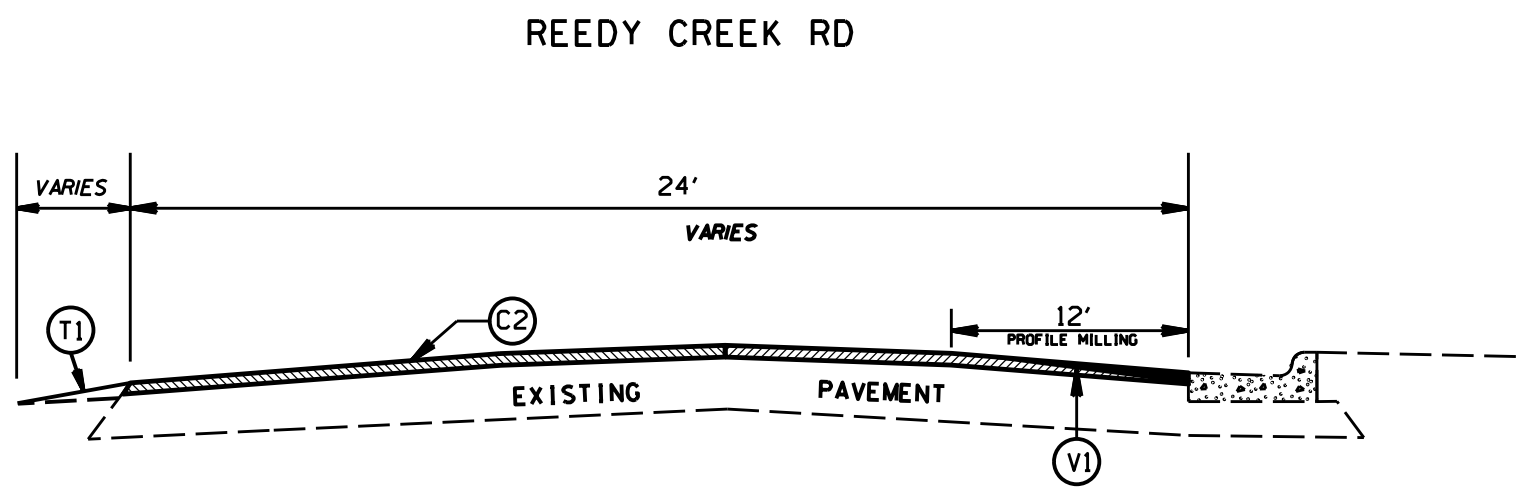 REEDY CREEK RD
VARIES
24'
VARIES
T1
C2
12'
PROFILE MILLING
EXISTING PAVEMENT
V1